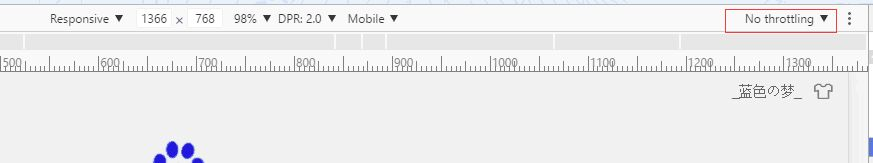 Responsive ▼ 1366 × 768 98% ▼ DPR: 2.0 ▼ Mobile ▼ No throttling ▼
500 600 700 800 900 1000 1100 1200 1300
_蓝色の梦_